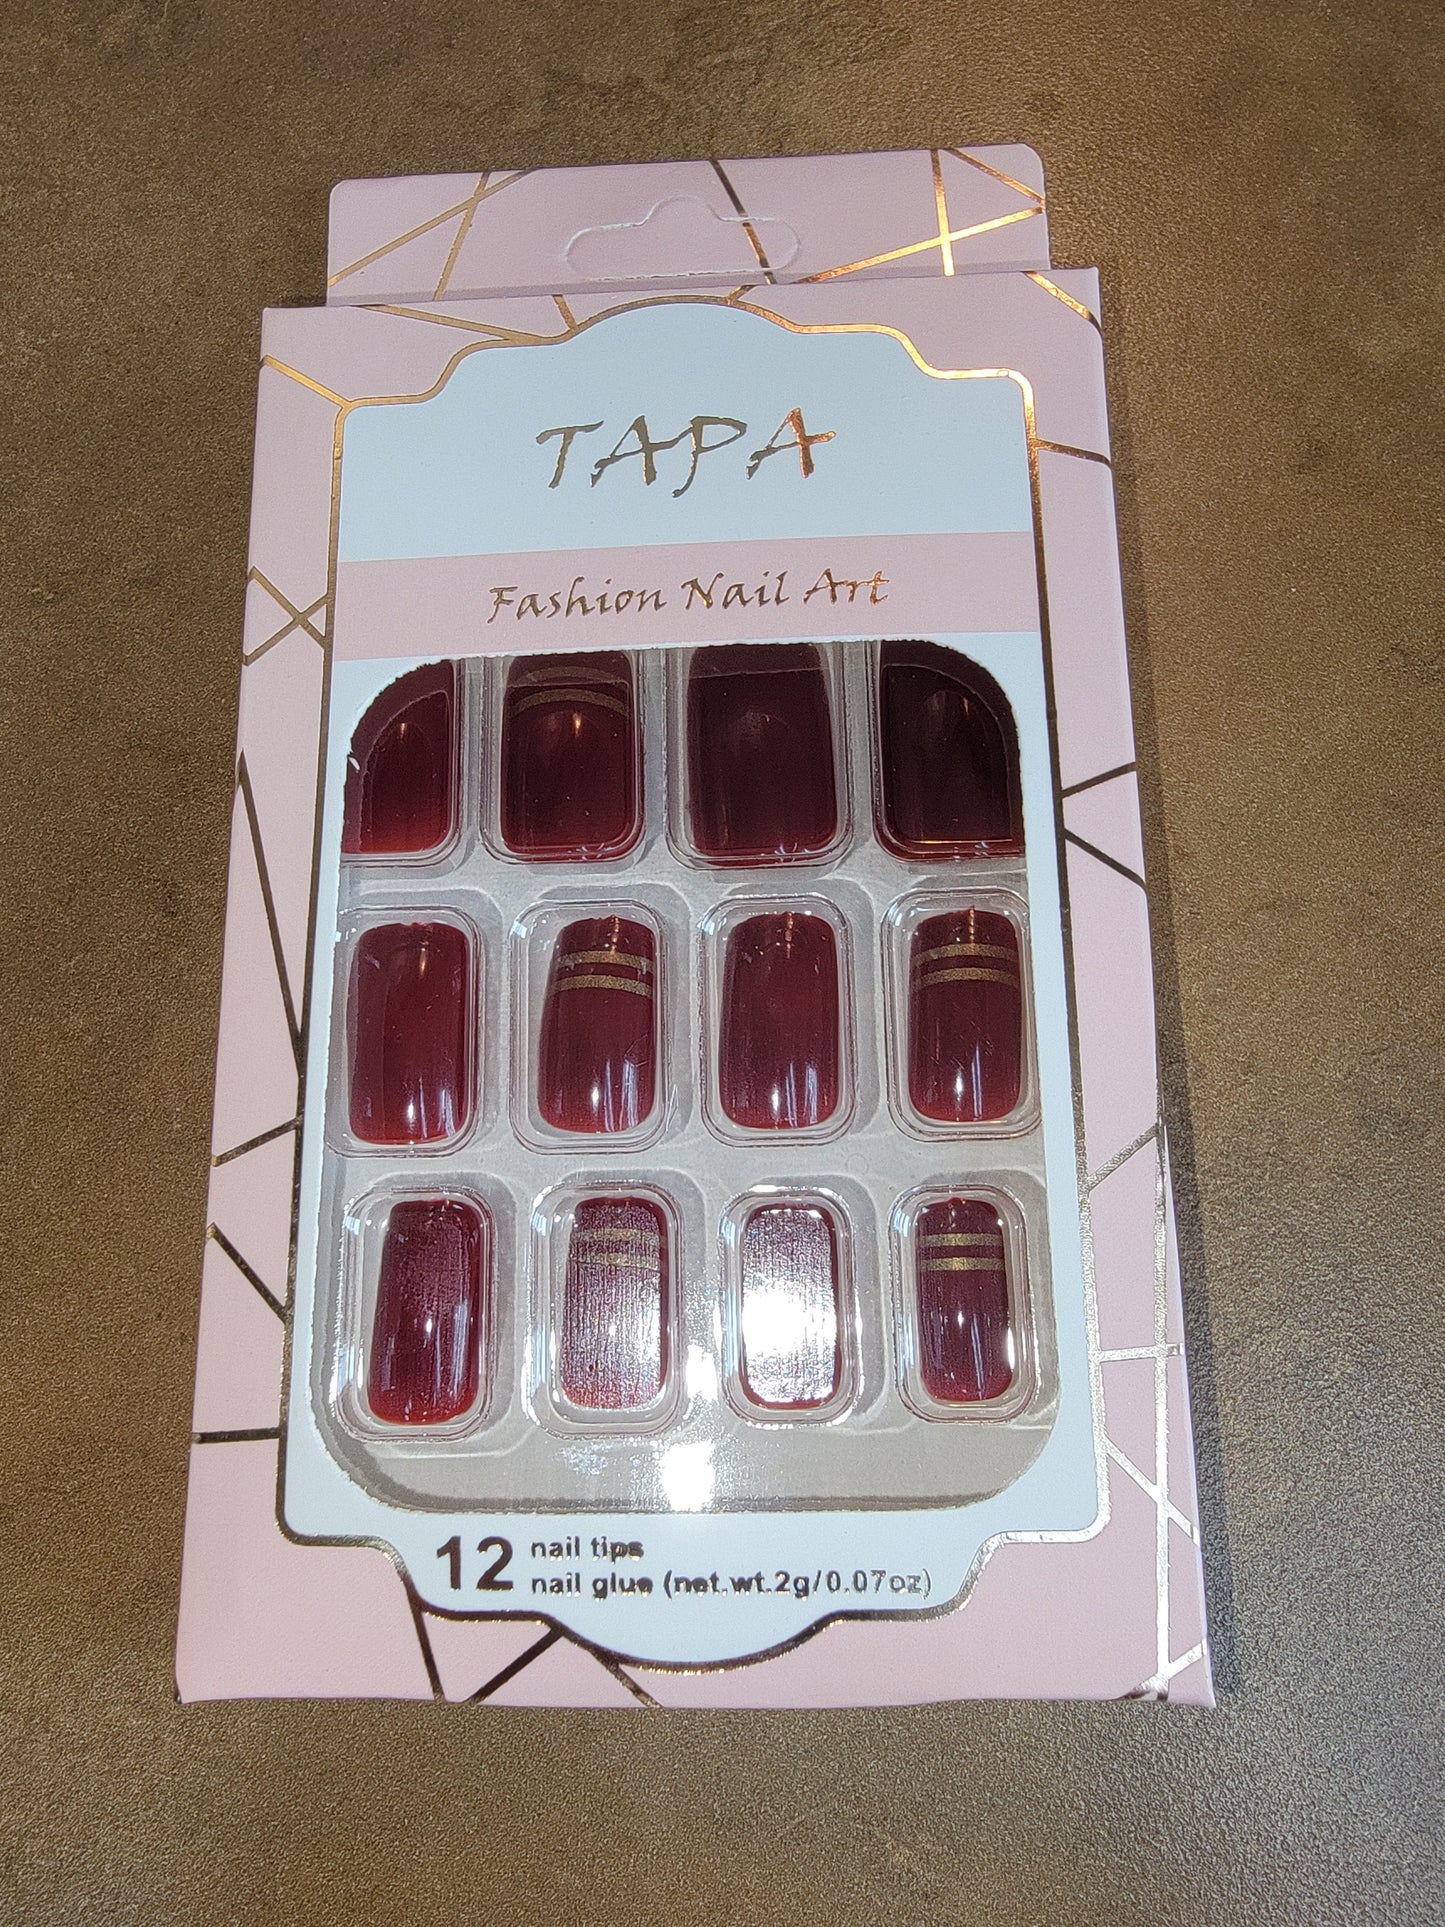 TAPA
Fashion Nail Art
12 nail tips
nail glue (net.wt.2g/0.07oz)